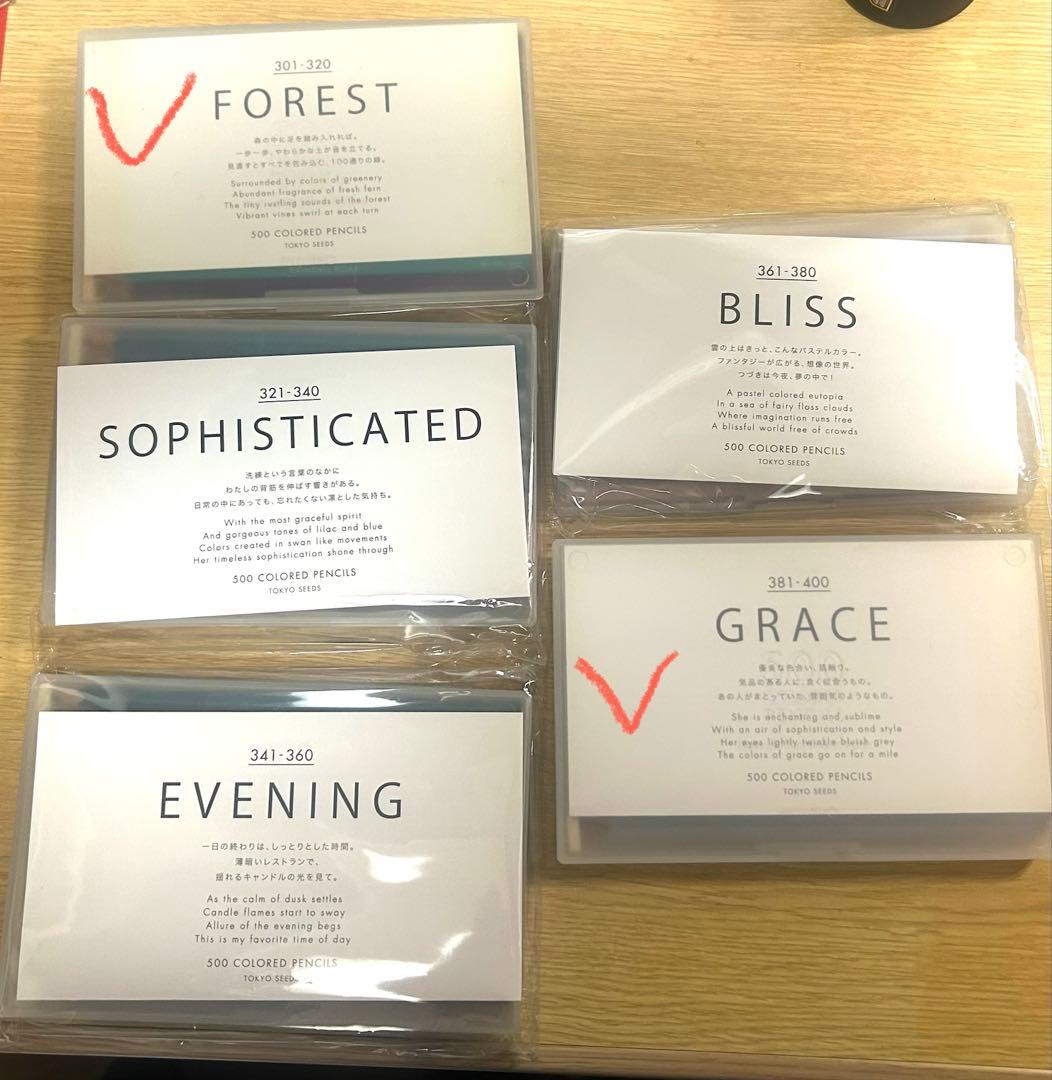 301-320
FOREST
森の中に足を踏み入れれば。
一歩一歩、やわらかな土が音を立てる。
見渡すとすべてを包み込む、100通りの緑。
Surrounded by colors of greenery
Abundant fragrance of fresh fern
The tiny rustling sounds of the forest
Vibrant vines swirl at each turn
500 COLORED PENCILS
TOKYO SEEDS
321-340
SOPHISTICATED
洗練という言葉のなかに
わたしの背筋を伸ばす響きがある。
日常の中にあっても、忘れたくない凛とした気持ち。
With the most graceful spirit
And gorgeous tones of lilac and blue
Colors created in swan like movements
Her timeless sophistication shone through
500 COLORED PENCILS
TOKYO SEEDS
341-360
EVENING
一日の終わりは、しっとりとした時間。
薄暗いレストランで、
揺れるキャンドルの光を見て。
As the calm of dusk settles
Candle flames start to sway
Allure of the evening begs
This is my favorite time of day
500 COLORED PENCILS
TOKYO SEEDS
361-380
BLISS
雲の上はきっと、こんなパステルカラー。
ファンタジーが広がる、想像の世界。
つづきは今夜、夢の中で!
A pastel colored eutopia
In a sea of fairy floss clouds
Where imagination runs free
A blissful world free of crowds
500 COLORED PENCILS
TOKYO SEEDS
381-400
GRACE
優美な色合い、肌触り。
気品のある人に、良く似合うもの。
あの人がまとっていた、雰囲気のようなもの。
She is enchanting and sublime
With an air of sophistication and style
Her eyes lightly twinkle bluish grey
The colors of grace go on for a mile
500 COLORED PENCILS
TOKYO SEEDS